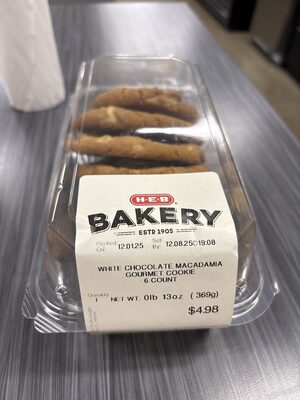 H-E-B
BAKERY
ESTD 1905
Packed On: 12.01.25 Sell By: 12.08.25 19:08
WHITE CHOCOLATE MACADAMIA
GOURMET COOKIE
6 COUNT
Quantity
1
NET WT. 0lb 13oz (369g)
$4.98